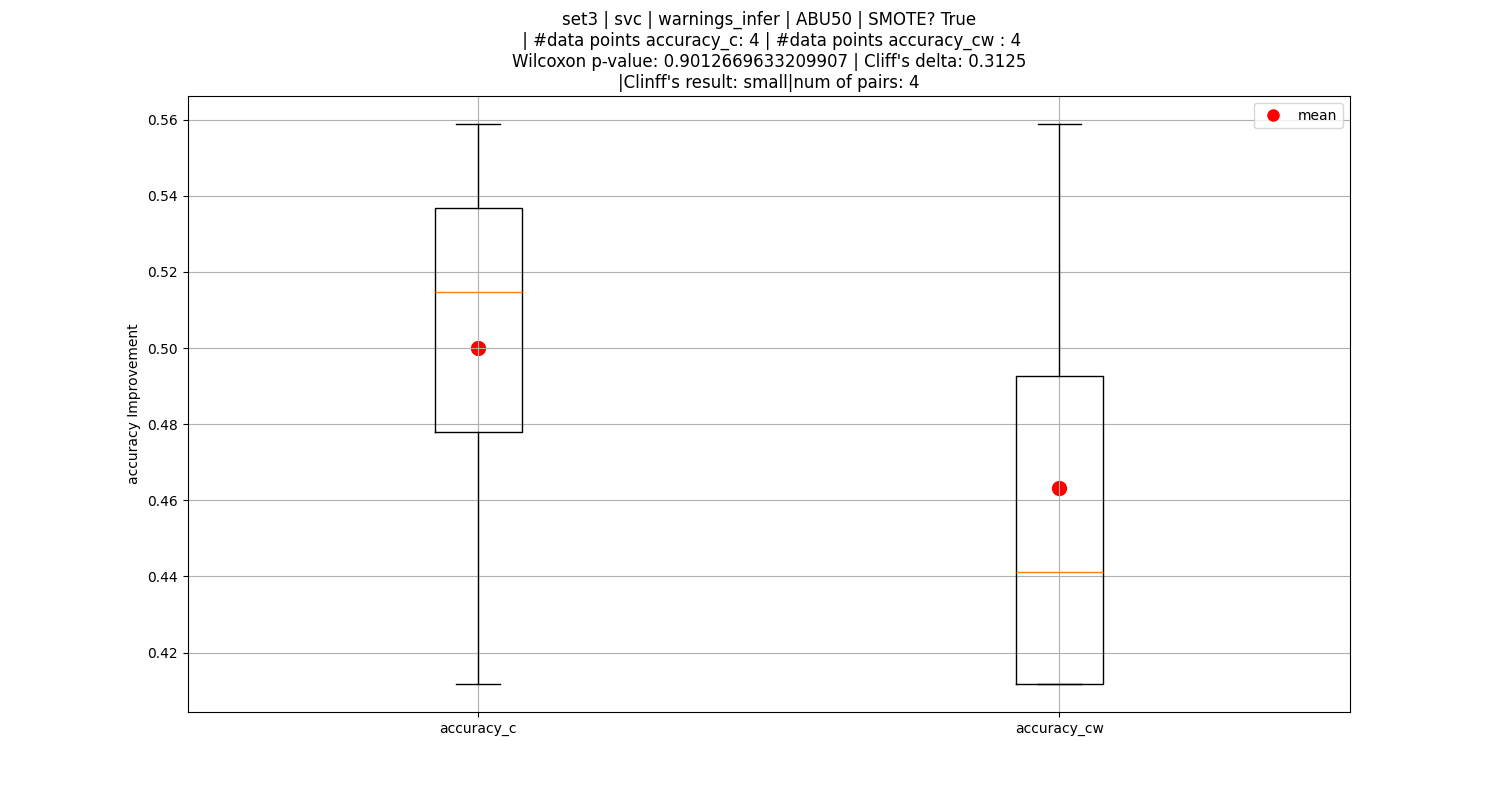 set3 | svc | warnings_infer | ABU50 | SMOTE? True
| #data points accuracy_c: 4 | #data points accuracy_cw : 4
Wilcoxon p-value: 0.9012669633209907 | Cliff's delta: 0.3125
|Clinff's result: small|num of pairs: 4
mean
0.56
0.54
0.52
0.50
0.48
0.46
0.44
0.42
accuracy Improvement
accuracy_c
accuracy_cw